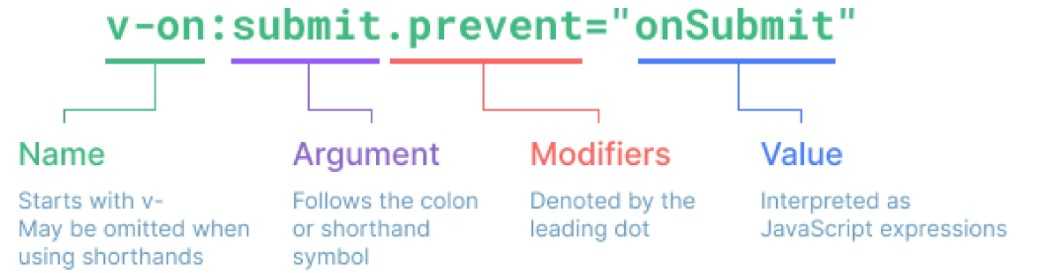 v-on:submit.prevent="onSubmit"
Name
Starts with v-
May be omitted when
using shorthands
Argument
Follows the colon
or shorthand
symbol
Modifiers
Denoted by the
leading dot
Value
Interpreted as
JavaScript expressions